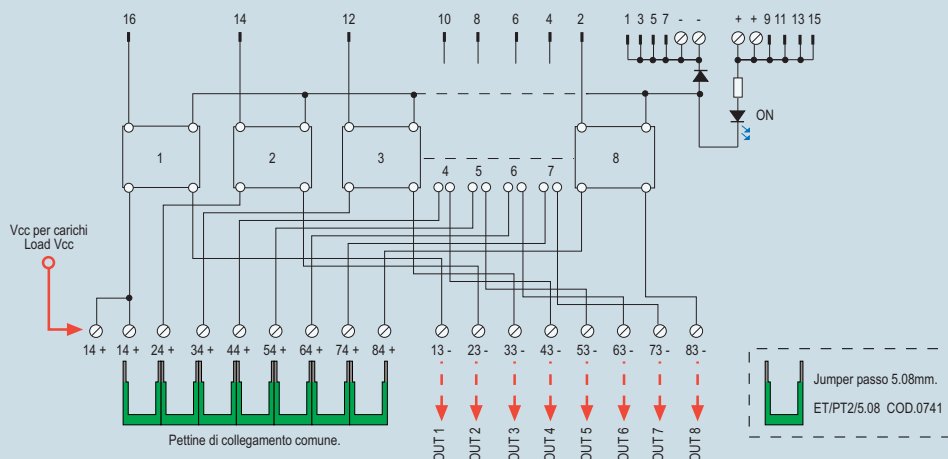 16 14 12 10 8 6 4 2 1 3 5 7 - - + + 9 11 13 15
ON
1 2 3 8
4 5 6 7
Vcc per carichi
Load Vcc
14 + 14 + 24 + 34 + 44 + 54 + 64 + 74 + 84 + 13 - 23 - 33 - 43 - 53 - 63 - 73 - 83 -
Pettine di collegamento comune.
OUT 1
OUT 2
OUT 3
OUT 4
OUT 5
OUT 6
OUT 7
OUT 8
Jumper passo 5.08mm.
ET/PT2/5.08 COD.0741